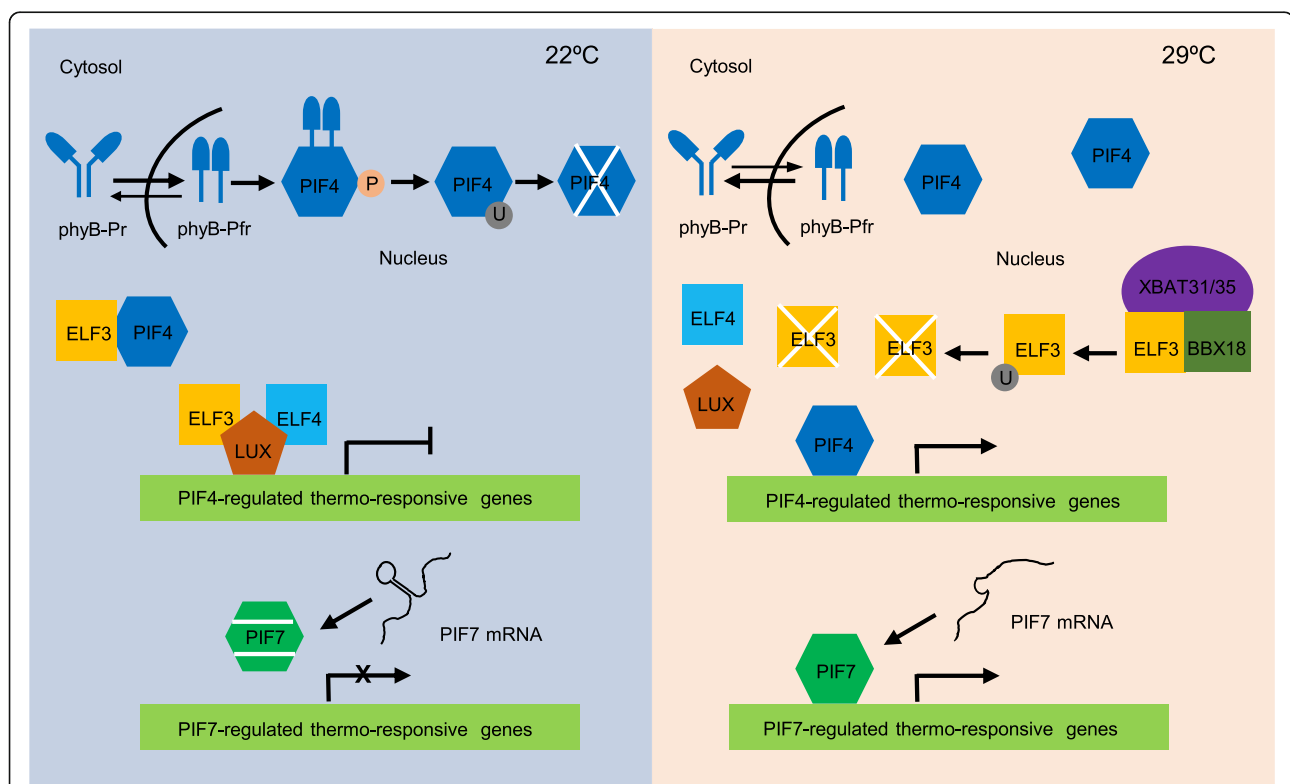 22ºC
Cytosol
PIF4
P
PIF4
U
PIF4
phyB-Pr
phyB-Pfr
Nucleus
ELF3
PIF4
ELF3
ELF4
LUX
PIF4-regulated thermo-responsive genes
PIF7
PIF7 mRNA
X
PIF7-regulated thermo-responsive genes
29ºC
Cytosol
PIF4
PIF4
phyB-Pr
phyB-Pfr
Nucleus
XBAT31/35
ELF4
ELF3
ELF3
ELF3
U
ELF3
BBX18
LUX
PIF4
PIF4-regulated thermo-responsive genes
PIF7 mRNA
PIF7
PIF7-regulated thermo-responsive genes